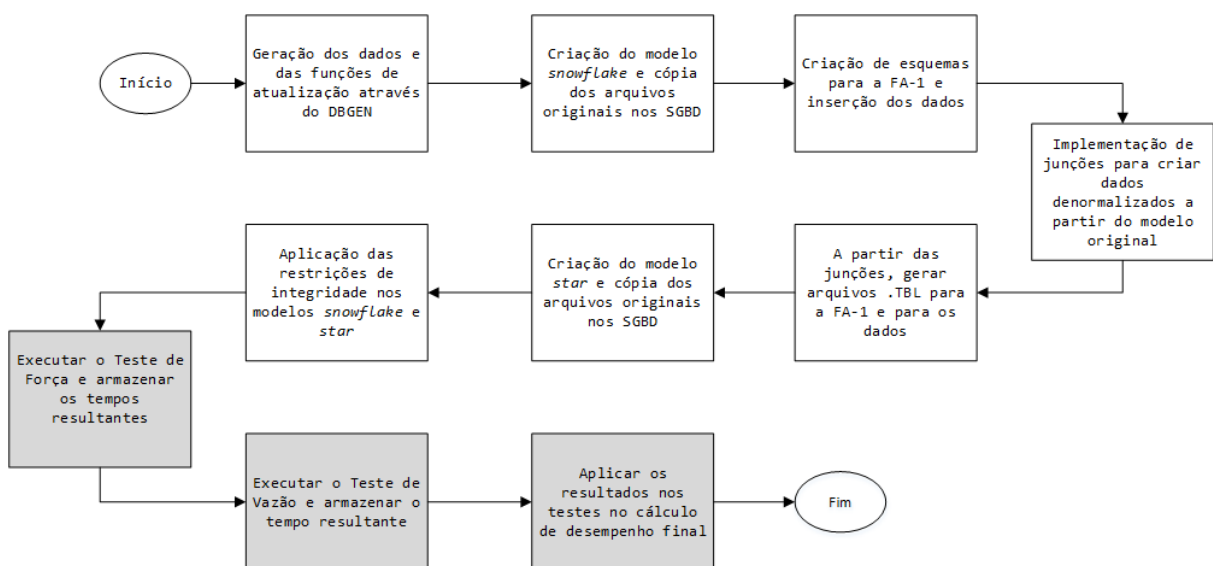 Início
Geração dos dados e
das funções de
atualização através
do DBGEN
Criação do modelo
snowflake e cópia
dos arquivos
originais nos SGBD
Criação de esquemas
para a FA-1 e
inserção dos dados
Implementação de
junções para criar
dados
denormalizados a
partir do modelo
original
A partir das
junções, gerar
arquivos .TBL para
a FA-1 e para os
dados
Criação do modelo
star e cópia dos
arquivos originais
nos SGBD
Aplicação das
restrições de
integridade nos
modelos snowflake e
star
Executar o Teste de
Força e armazenar
os tempos
resultantes
Executar o Teste de
Vazão e armazenar o
tempo resultante
Aplicar os
resultados nos
testes no cálculo
de desempenho final
Fim